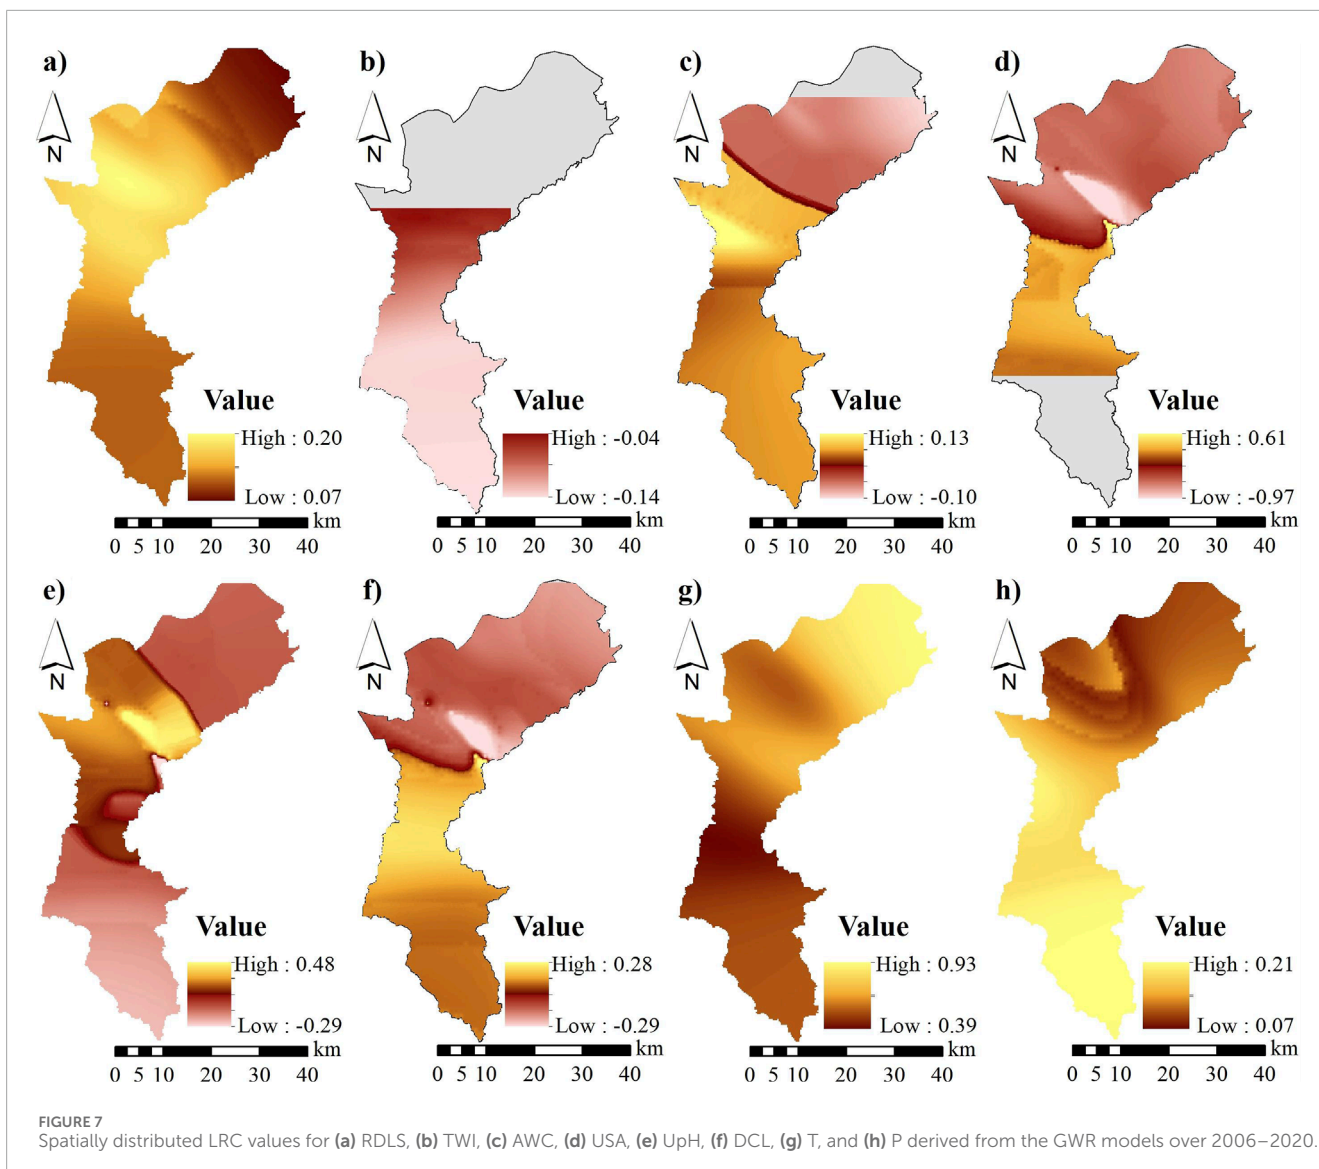 a)
N
Value
High : 0.20
Low : 0.07
km
0 5 10 20 30 40
b)
N
Value
High : -0.04
Low : -0.14
km
0 5 10 20 30 40
c)
N
Value
High : 0.13
Low : -0.10
km
0 5 10 20 30 40
d)
N
Value
High : 0.61
Low : -0.97
km
0 5 10 20 30 40
e)
N
Value
High : 0.48
Low : -0.29
km
0 5 10 20 30 40
f)
N
Value
High : 0.28
Low : -0.29
km
0 5 10 20 30 40
g)
N
Value
High : 0.93
Low : 0.39
km
0 5 10 20 30 40
h)
N
Value
High : 0.21
Low : 0.07
km
0 5 10 20 30 40
FIGURE 7
Spatially distributed LRC values for (a) RDLS, (b) TWI, (c) AWC, (d) USA, (e) UpH, (f) DCL, (g) T, and (h) P derived from the GWR models over 2006–2020.